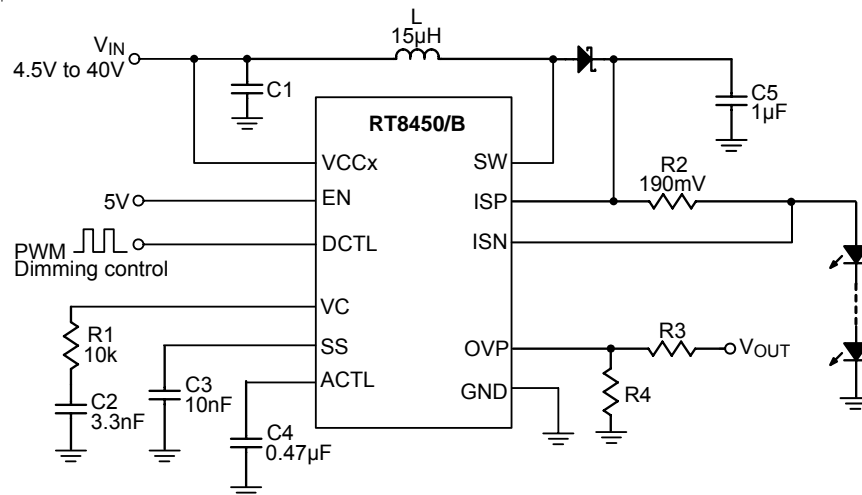 L
15µH
V_IN
4.5V to 40V
C1
C5
1µF
RT8450/B
VCCx
SW
R2
190mV
5V
EN
ISP
PWM
Dimming control
DCTL
ISN
VC
R1
10k
SS
OVP
R3
V_OUT
C3
10nF
ACTL
GND
R4
C2
3.3nF
C4
0.47µF